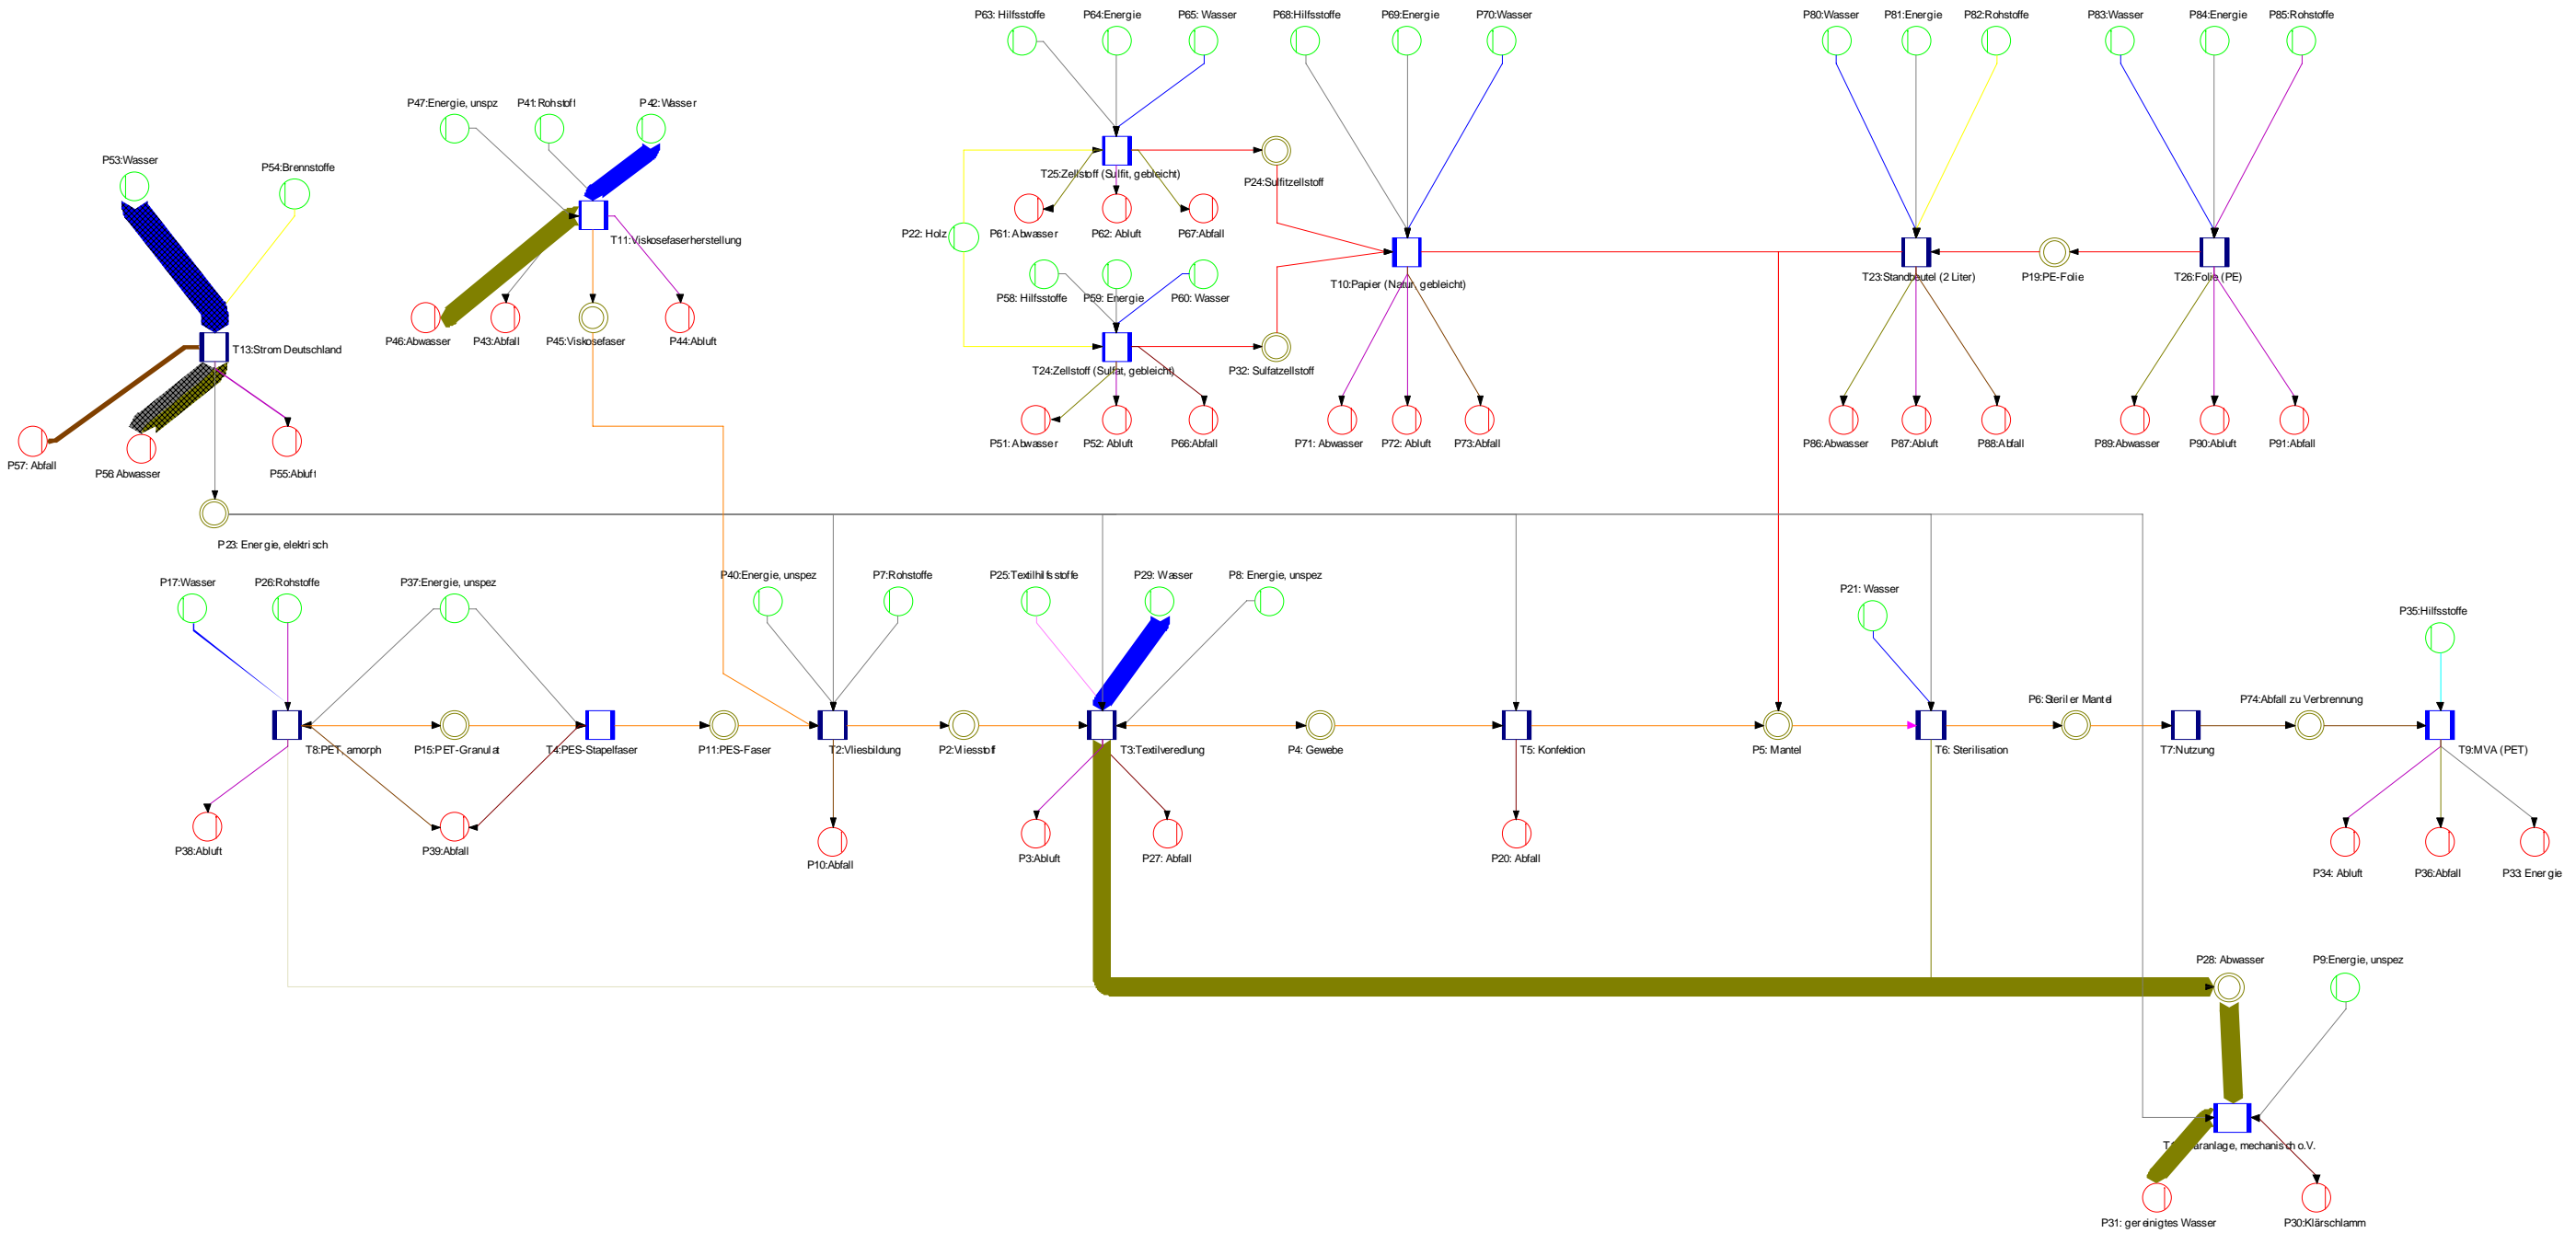 P63: Hilfsstoffe
P64:Energie
P65: Wasser
P68:Hilfsstoffe
P69:Energie
P70:Wasser
P80:Wasser
P81:Energie
P82:Rohstoffe
P83:Wasser
P84:Energie
P85:Rohstoffe
P47:Energie, unspz
P41:Rohstoff
P42:Wasser
P53:Wasser
P54:Brennstoffe
T25:Zellstoff (Sulfit, gebleicht)
P24:Sulfitzellstoff
P22: Holz
P61: Abwasser
P62: Abluft
P67:Abfall
T11:Viskosefaserherstellung
T10:Papier (Natur, gebleicht)
T23:Standbeutel (2 Liter)
P19:PE-Folie
T26:Folie (PE)
P58: Hilfsstoffe
P59: Energie
P60: Wasser
P46:Abwasser
P43:Abfall
P45:Viskosefaser
P44:Abluft
T13:Strom Deutschland
T24:Zellstoff (Sulfat, gebleicht)
P32: Sulfatzellstoff
P51: Abwasser
P52: Abluft
P66:Abfall
P71: Abwasser
P72: Abluft
P73:Abfall
P86:Abwasser
P87:Abluft
P88:Abfall
P89:Abwasser
P90:Abluft
P91:Abfall
P57: Abfall
P56: Abwasser
P55:Abluft
P23: Energie, elektrisch
P17:Wasser
P26:Rohstoffe
P37:Energie, unspez
P40:Energie, unspez
P7:Rohstoffe
P25:Textilhilfsstoffe
P29: Wasser
P8: Energie, unspez
P21: Wasser
P35:Hilfsstoffe
P6:Steriler Mantel
P74:Abfall zu Verbrennung
T8:PET, amorph
P15:PET-Granulat
T4:PES-Stapelfaser
P11:PES-Faser
T2:Vliesbildung
P2:Vliesstoff
T3:Textilveredlung
P4: Gewebe
T5: Konfektion
P5: Mantel
T6: Sterilisation
T7:Nutzung
T9:MVA (PET)
P38:Abluft
P39:Abfall
P10:Abfall
P3:Abluft
P27: Abfall
P20: Abfall
P34: Abluft
P36:Abfall
P33: Energie
P28: Abwasser
P9:Energie, unspez
mechanisch o.V.
P31: gereinigtes Wasser
P30:Klärschlamm